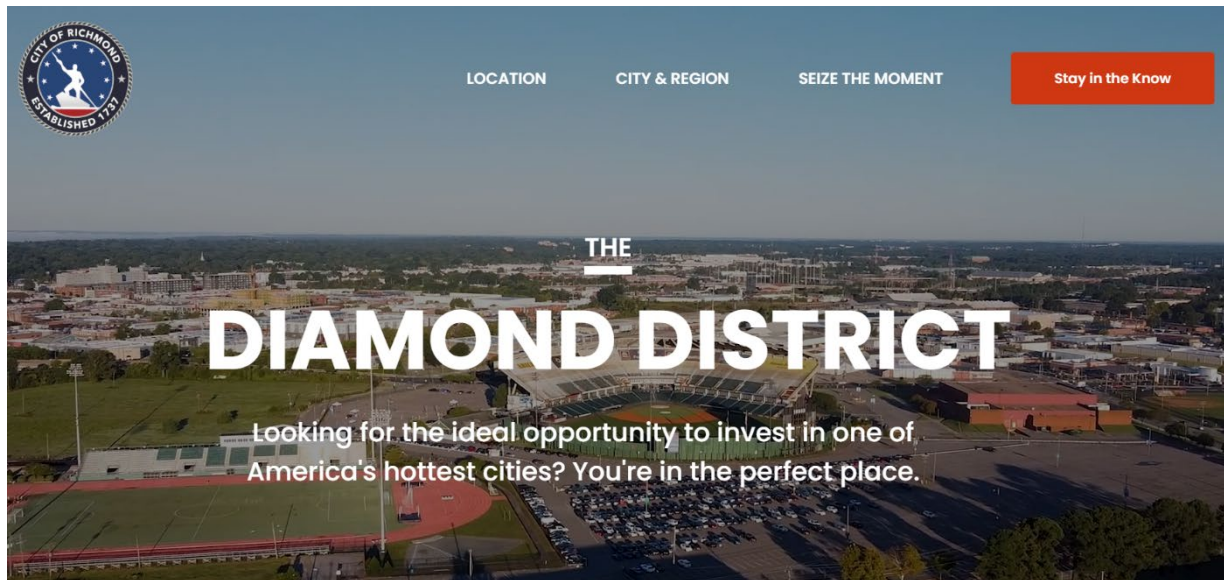 CITY OF RICHMOND
ESTABLISHED 1737
LOCATION
CITY & REGION
SEIZE THE MOMENT
Stay in the Know
THE
DIAMOND DISTRICT
Looking for the ideal opportunity to invest in one of
America's hottest cities? You're in the perfect place.